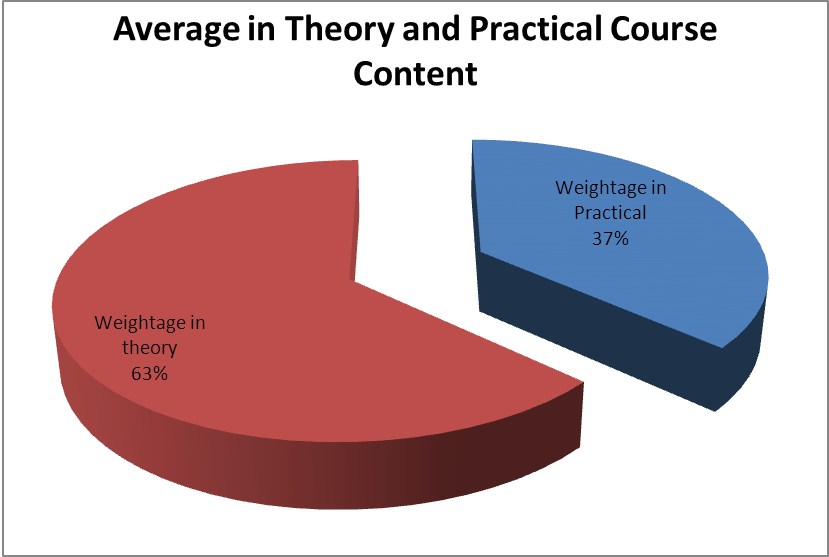 Average in Theory and Practical Course
Content
Weightage in
Practical
37%
Weightage in
theory
63%